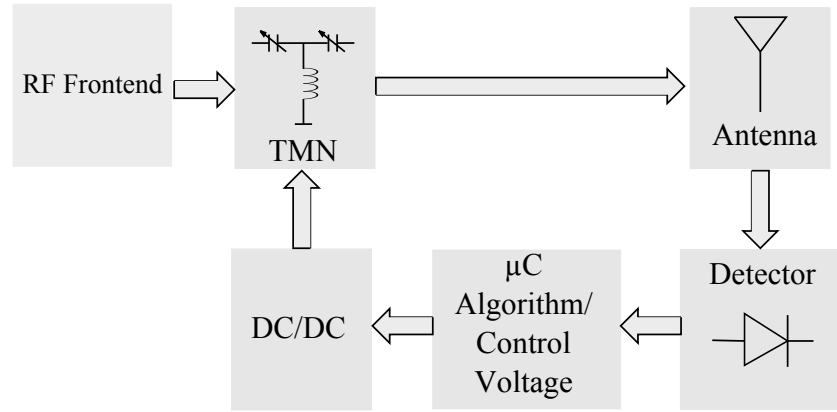 RF Frontend
TMN
Antenna
Detector
µC
Algorithm/
Control
Voltage
DC/DC